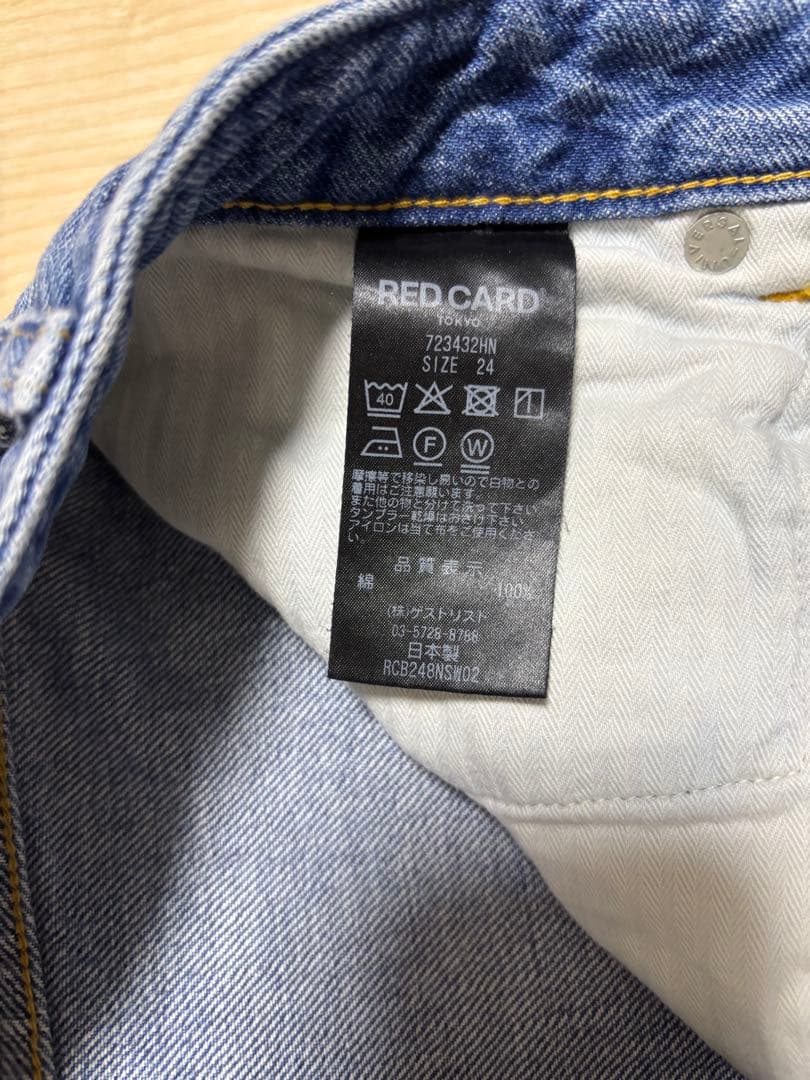 RED CARD
TOKYO
723432HN
SIZE 24
40
F W
摩擦等で移染し易いので白物との
着用はご注意願います。
また他の物と分けて洗って下さい
タンブラー乾燥はおさけ下さい
アイロンは当て布をご使用くださ
い。
品質表示
綿 100%
(株)ゲストリスト
03-5728-8788
日本製
RCB248NSW02
UNIVERSAL